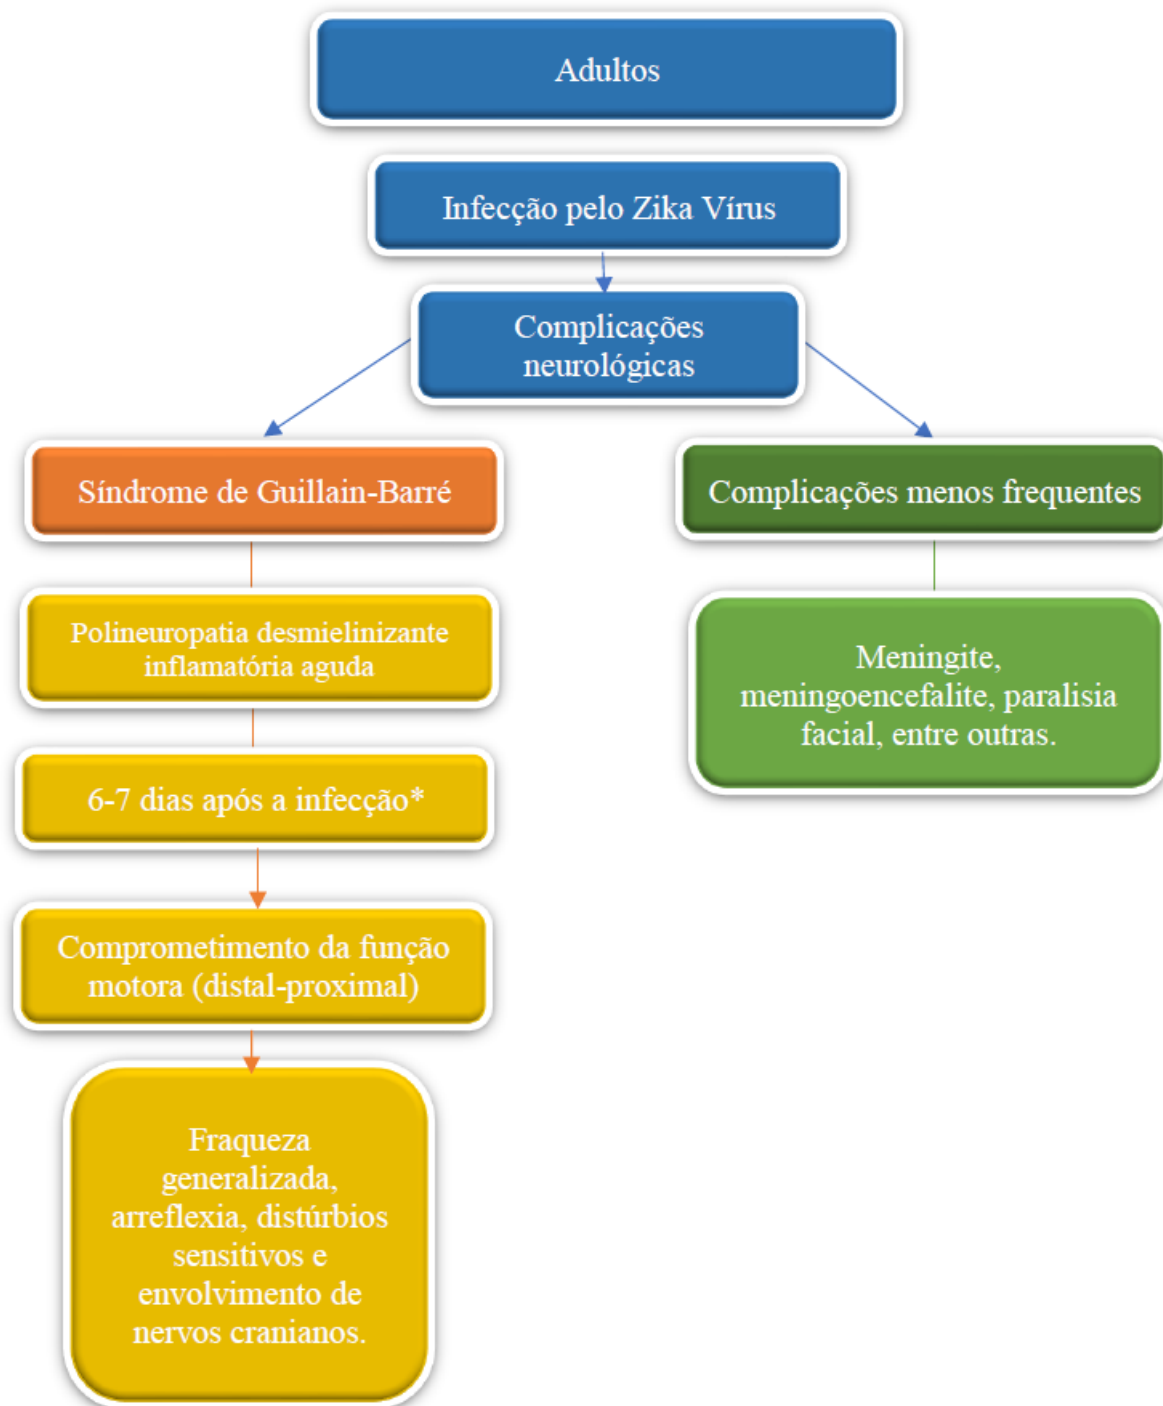 Adultos
Infecção pelo Zika Vírus
Complicações
neurológicas
Síndrome de Guillain-Barré
Polineuropatia desmielinizante
inflamatória aguda
6-7 dias após a infecção*
Comprometimento da função
motora (distal-proximal)
Fraqueza
generalizada,
arreflexia, distúrbios
sensitivos e
envolvimento de
nervos cranianos.
Complicações menos frequentes
Meningite,
meningoencefalite, paralisia
facial, entre outras.